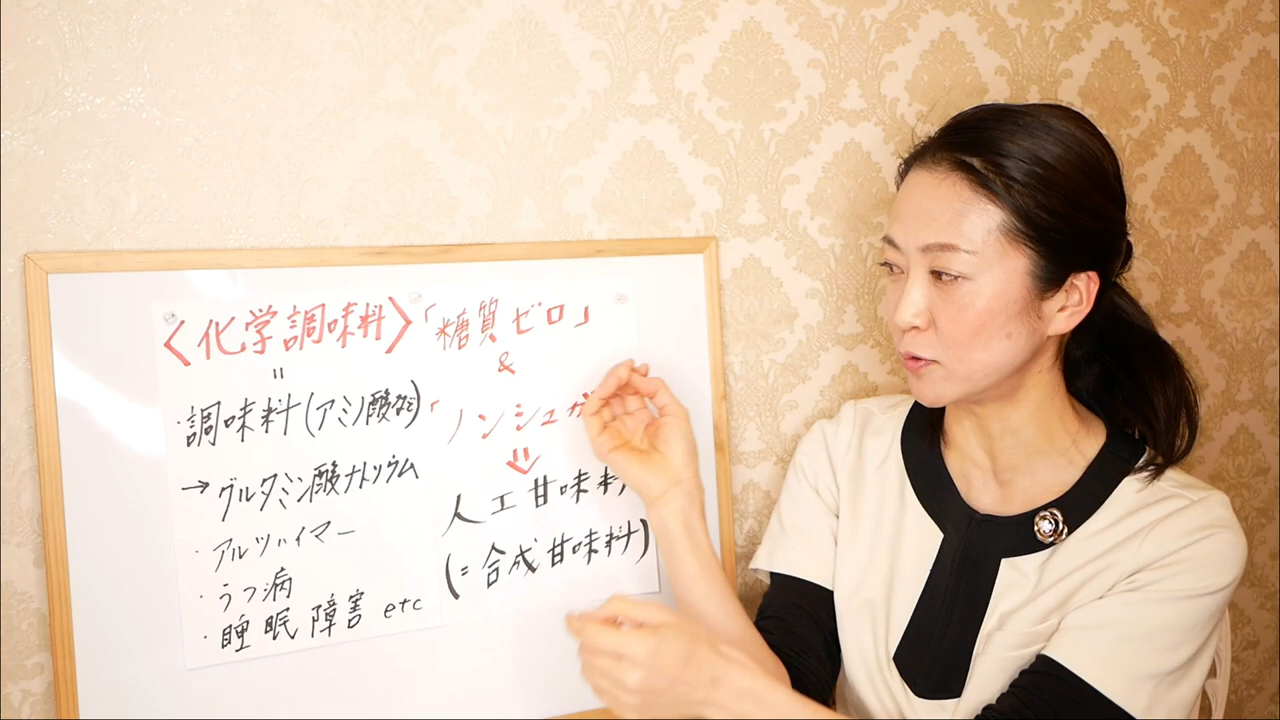 〈化学調味料〉
＝
・調味料(アミノ酸など)
→グルタミン酸ナトリウム
・アルツハイマー
・うつ病
・睡眠障害 etc
「糖質ゼロ」
&
「ノンシュガ
⇓
人工甘味料
(=合成甘味料)